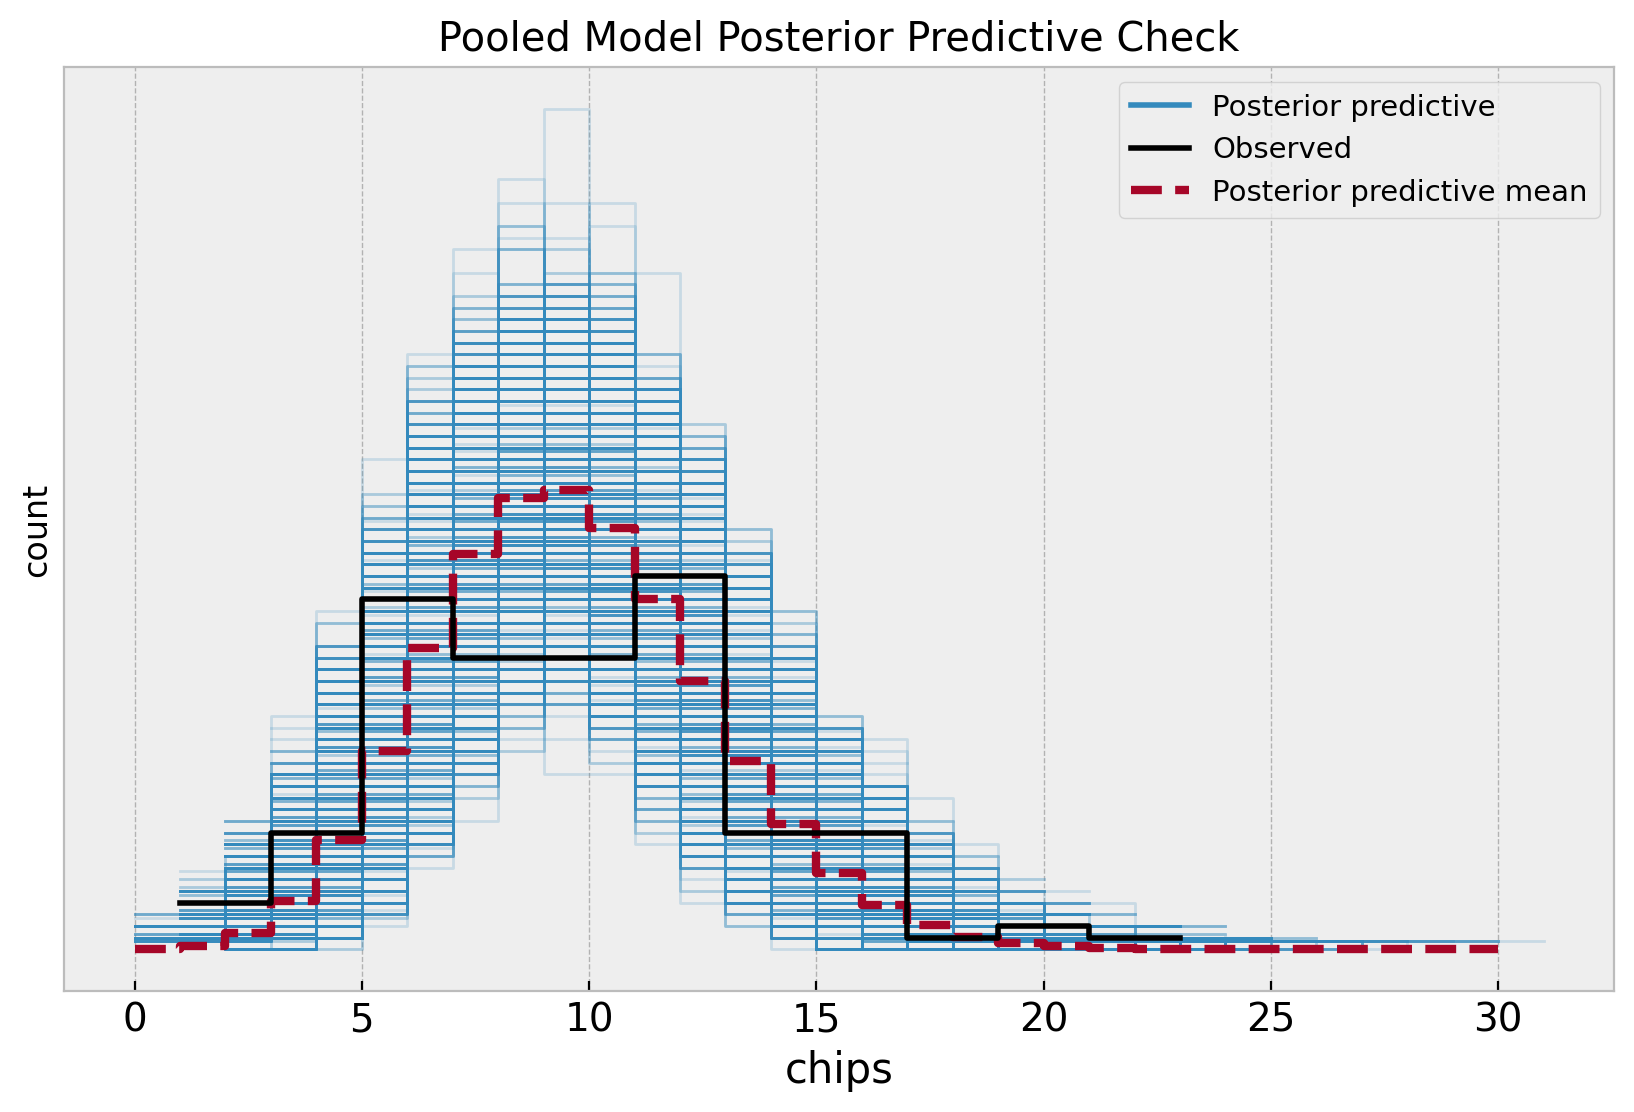 Pooled Model Posterior Predictive Check
Posterior predictive
Observed
Posterior predictive mean
count
0 5 10 15 20 25 30
chips